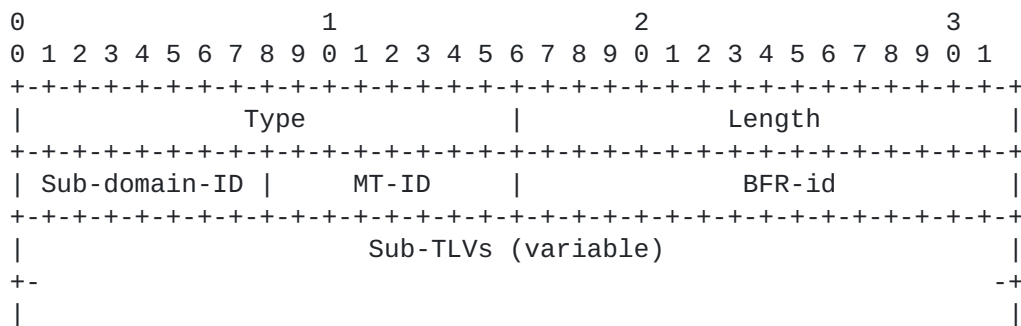 0                   1                   2                   3
0 1 2 3 4 5 6 7 8 9 0 1 2 3 4 5 6 7 8 9 0 1 2 3 4 5 6 7 8 9 0 1
+-+-+-+-+-+-+-+-+-+-+-+-+-+-+-+-+-+-+-+-+-+-+-+-+-+-+-+-+-+-+-+-+
|              Type             |             Length            |
+-+-+-+-+-+-+-+-+-+-+-+-+-+-+-+-+-+-+-+-+-+-+-+-+-+-+-+-+-+-+-+-+
| Sub-domain-ID |     MT-ID     |              BFR-id           |
+-+-+-+-+-+-+-+-+-+-+-+-+-+-+-+-+-+-+-+-+-+-+-+-+-+-+-+-+-+-+-+-+
|                      Sub-TLVs (variable)                      |
+-                                                             -+
|                                                               |